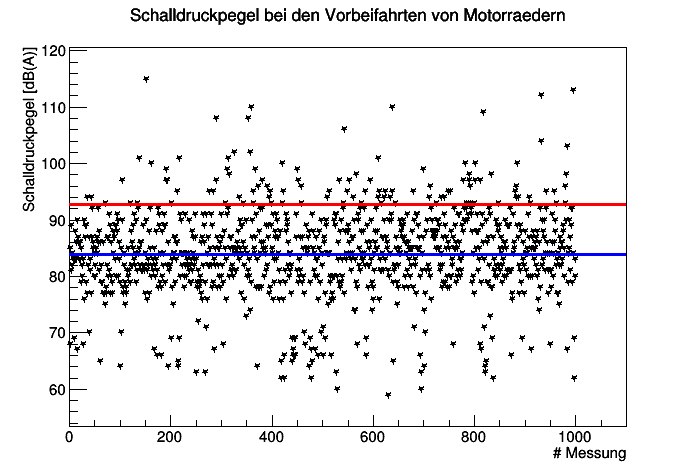 Schalldruckpegel bei den Vorbeifahrten von Motorraedern
Schalldruckpegel [dB(A)]
120
110
100
90
80
70
60
0 200 400 600 800 1000
# Messung